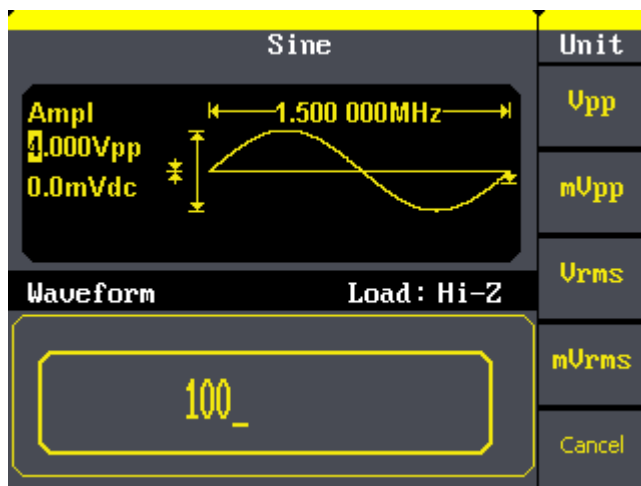 Sine
Unit
Ampl
1.500 000MHz
4.000Vpp
0.0mVdc
Waveform
Load: Hi-Z
100_
Vpp
mVpp
Vrms
mVrms
Cancel